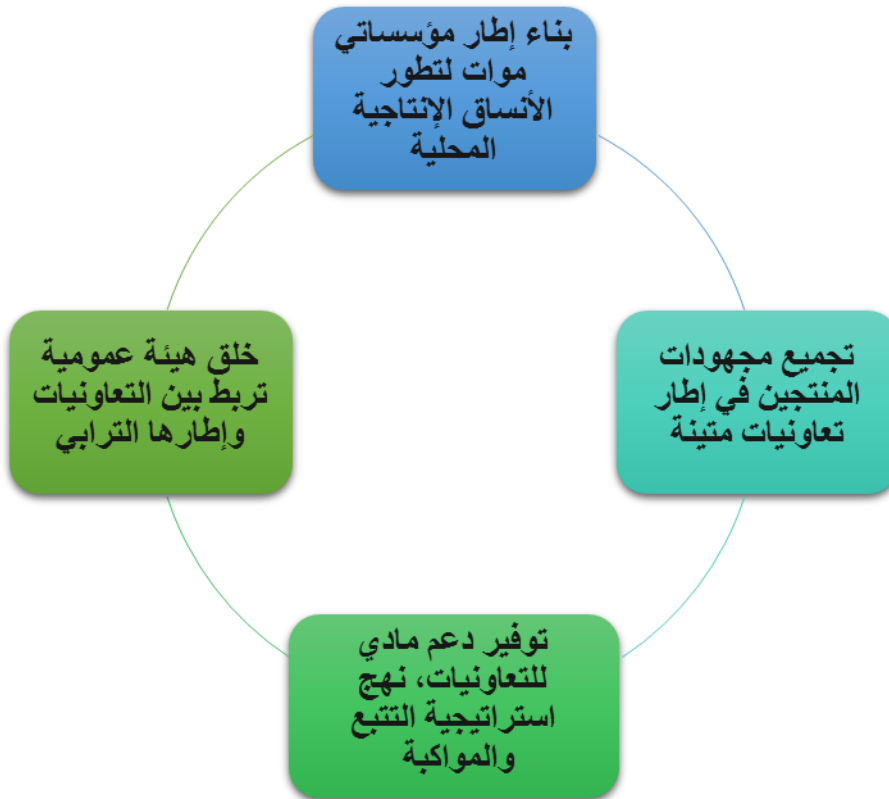 بناء إطار مؤسساتي
موات لتطور
الأنساق الإنتاجية
المحلية
تجميع مجهودات
المنتجين في إطار
تعاونيات متينة
توفير دعم مادي
للتعاونيات، نهج
استراتيجية التتبع
والمواكبة
خلق هيئة عمومية
تربط بين التعاونيات
وإطارها الترابي